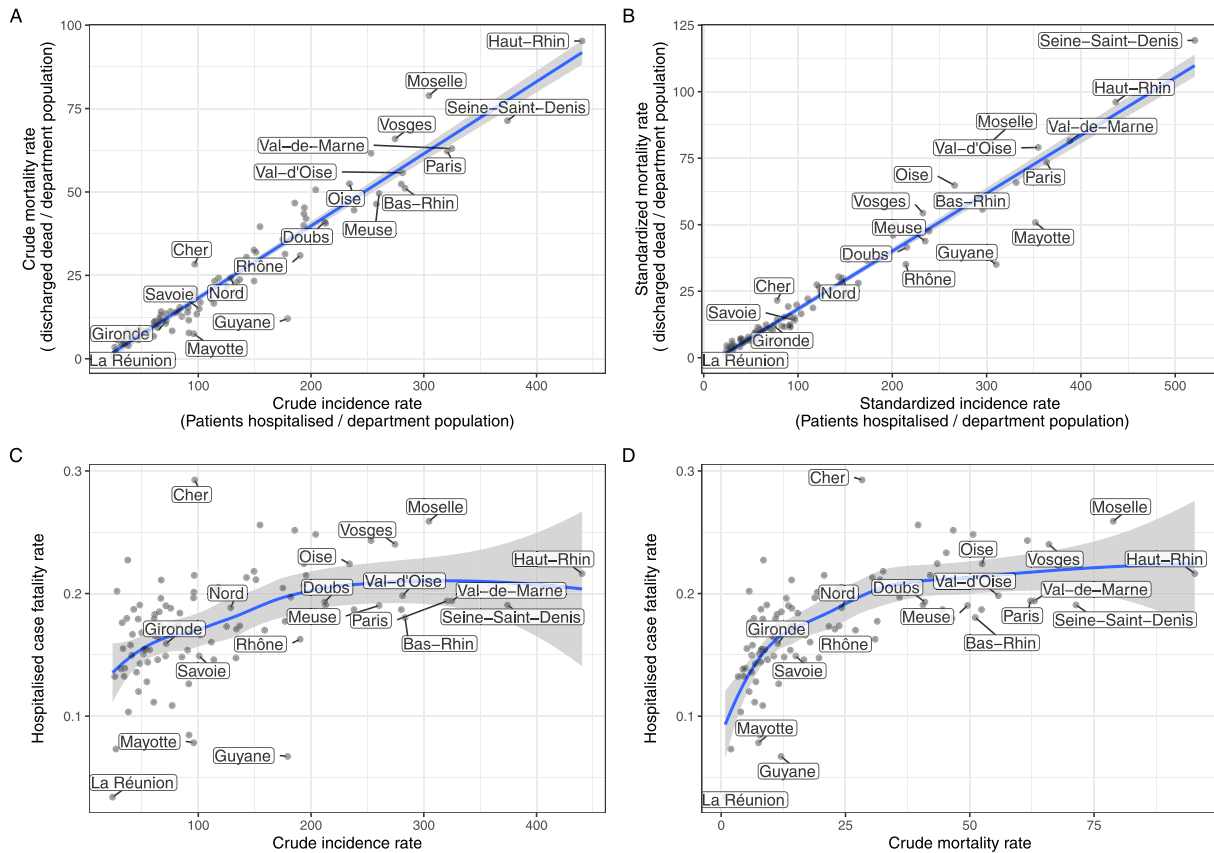 A
Crude mortality rate
( discharged dead / department population)
100
75
50
25
0
Haut−Rhin
Moselle
Seine−Saint−Denis
Vosges
Val−de−Marne
Paris
Val−d'Oise
Oise
Bas−Rhin
Meuse
Doubs
Cher
Rhône
Nord
Savoie
Guyane
Gironde
Mayotte
La Réunion
100
200
300
400
Crude incidence rate
(Patients hospitalised / department population)
B
Standardized mortality rate
( discharged dead / department population)
125
100
75
50
25
0
Seine−Saint−Denis
Haut−Rhin
Moselle
Val−de−Marne
Val−d'Oise
Paris
Oise
Vosges
Bas−Rhin
Meuse
Mayotte
Doubs
Guyane
Rhône
Cher
Nord
Savoie
Gironde
La Réunion
0
100
200
300
400
500
Standardized incidence rate
(Patients hospitalised / department population)
C
Hospitalised case fatality rate
0.3
0.2
0.1
Cher
Moselle
Vosges
Oise
Haut−Rhin
Nord
Doubs
Val−d'Oise
Val−de−Marne
Meuse
Paris
Seine−Saint−Denis
Gironde
Rhône
Bas−Rhin
Savoie
Mayotte
Guyane
La Réunion
100
200
300
400
Crude incidence rate
D
Hospitalised case fatality rate
0.3
0.2
0.1
Cher
Moselle
Oise
Vosges
Haut−Rhin
Nord
Doubs
Val−d'Oise
Val−de−Marne
Meuse
Paris
Seine−Saint−Denis
Gironde
Rhône
Bas−Rhin
Savoie
Mayotte
Guyane
La Réunion
0
25
50
75
Crude mortality rate